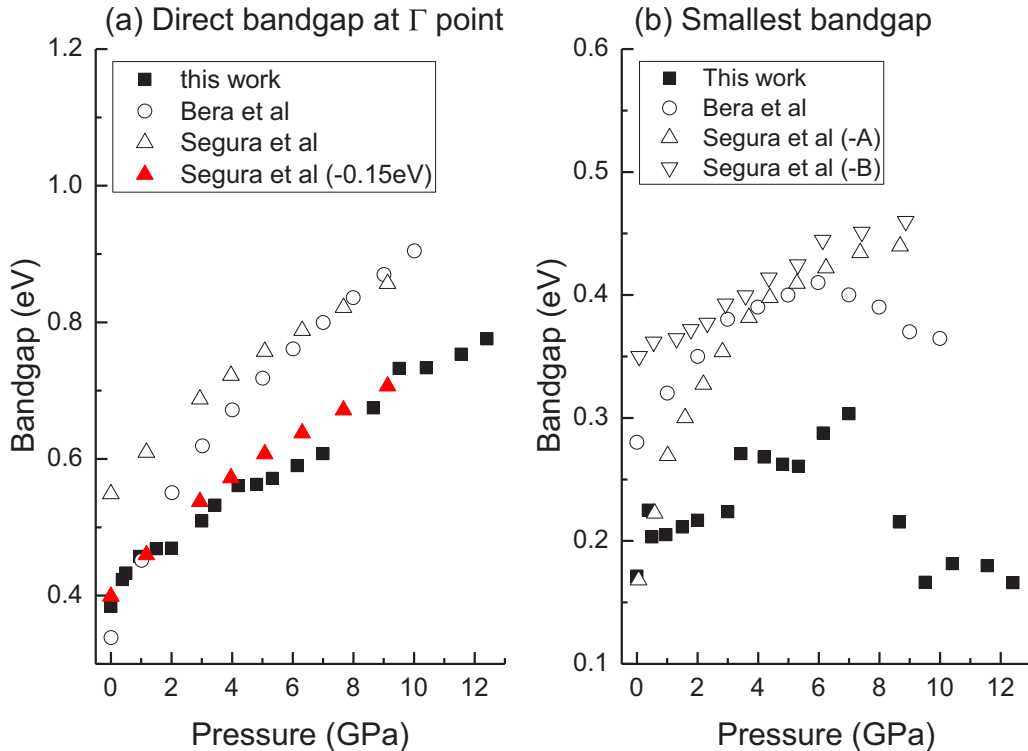 (a) Direct bandgap at Γ point
1.2
1.0
0.8
0.6
0.4
Bandgap (eV)
this work
Bera et al
Segura et al
Segura et al (-0.15eV)
0 2 4 6 8 10 12
Pressure (GPa)
(b) Smallest bandgap
0.6
0.5
0.4
0.3
0.2
0.1
Bandgap (eV)
This work
Bera et al
Segura et al (-A)
Segura et al (-B)
0 2 4 6 8 10 12
Pressure (GPa)